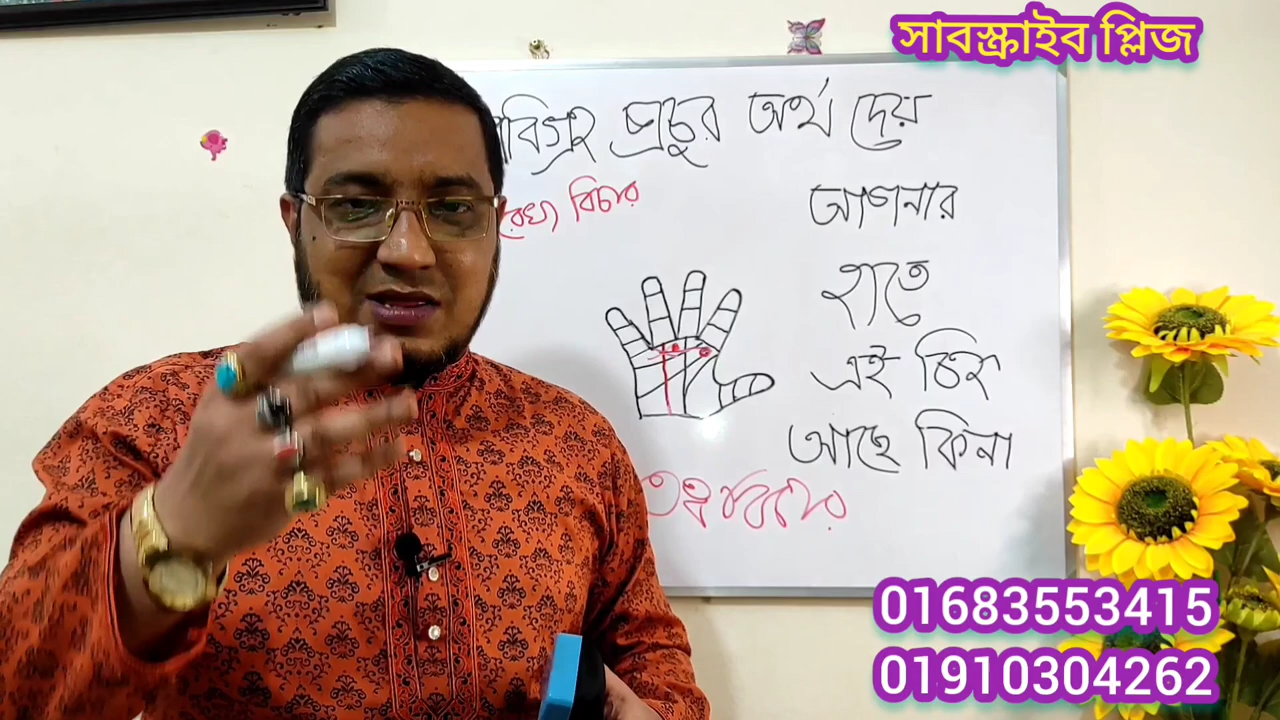 সাবস্ক্রাইব প্লিজ
প্রচুর অর্থ দেয়
রেখা বিচার
আপনার
হাতে
এই চিহ্ন
আছে কিনা
01683553415
01910304262